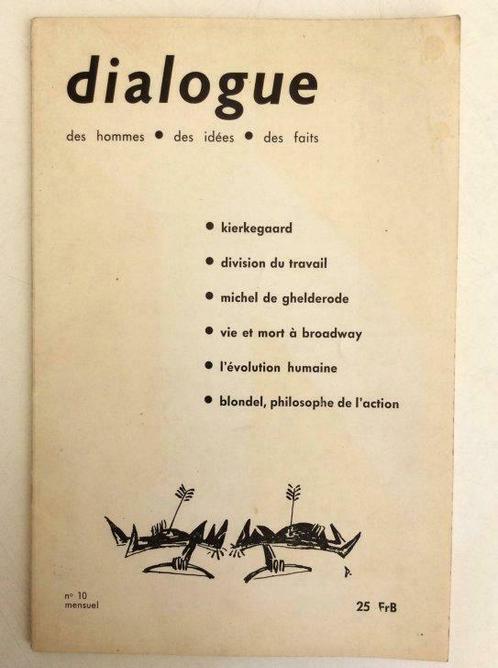 dialogue
des hommes • des idées • des faits
• kierkegaard
• division du travail
• michel de ghelderode
• vie et mort à broadway
• l'évolution humaine
• blondel, philosophe de l'action
P.
n° 10
mensuel
25 FrB